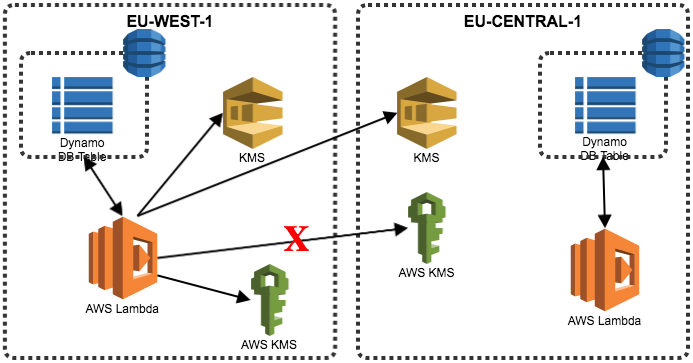 EU-WEST-1
EU-CENTRAL-1
Dynamo
DB Table
KMS
KMS
Dynamo
DB Table
X
AWS KMS
AWS Lambda
AWS KMS
AWS Lambda